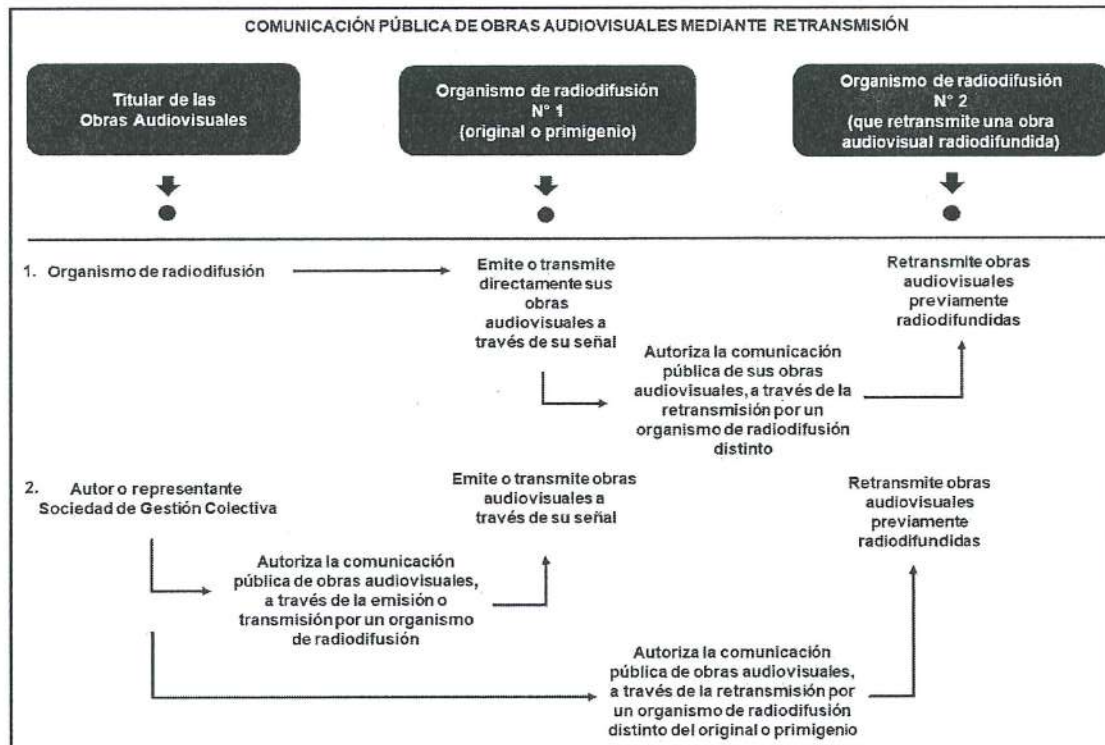 COMUNICACIÓN PÚBLICA DE OBRAS AUDIOVISUALES MEDIANTE RETRANSMISIÓN
Titular de las
Obras Audiovisuales
Organismo de radiodifusión
N° 1
(original o primigenio)
Organismo de radiodifusión
N° 2
(que retransmite una obra
audiovisual radiodifundida)
1. Organismo de radiodifusión
Emite o transmite
directamente sus
obras
audiovisuales a
través de su señal
Autoriza la comunicación
pública de sus obras
audiovisuales, a través de la
retransmisión por un
organismo de radiodifusión
distinto
Retransmite obras
audiovisuales
previamente
radiodifundidas
2. Autor o representante
Sociedad de Gestión Colectiva
Autoriza la comunicación
pública de obras audiovisuales,
a través de la emisión o
transmisión por un organismo
de radiodifusión
Emite o transmite obras
audiovisuales a
través de su señal
Autoriza la comunicación
pública de obras audiovisuales,
a través de la retransmisión por
un organismo de radiodifusión
distinto del original o primigenio
Retransmite obras
audiovisuales
previamente
radiodifundidas